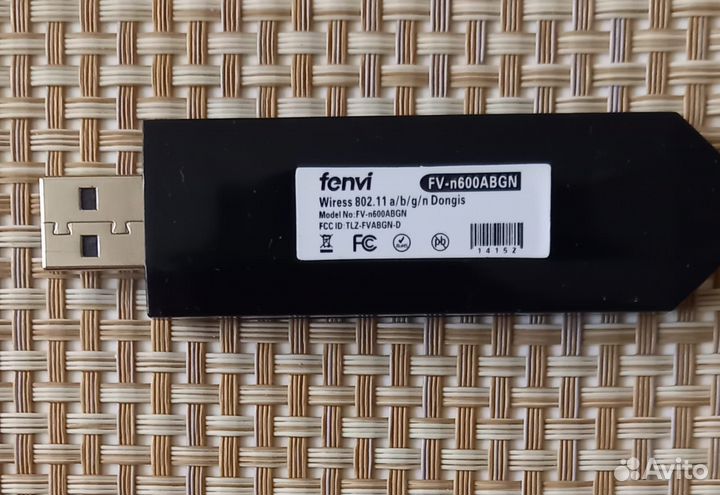 fenvi
FV-n600ABGN
Wiress 802.11 a/b/g/n Dongis
Model No:FV-n600ABGN
FCC ID:TLZ-FVABGN-D
FC
RoHS
pb
14152
Avito